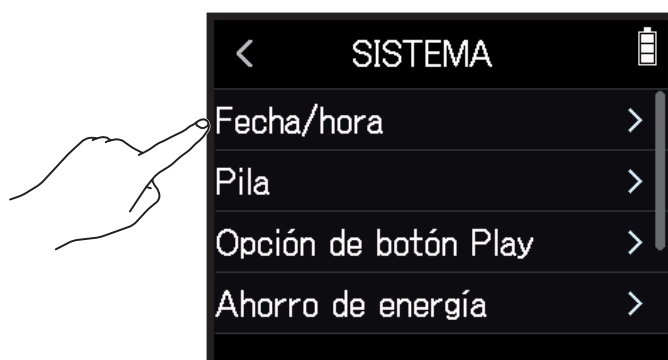 SISTEMA
Fecha/hora
Pila
Opción de botón Play
Ahorro de energía